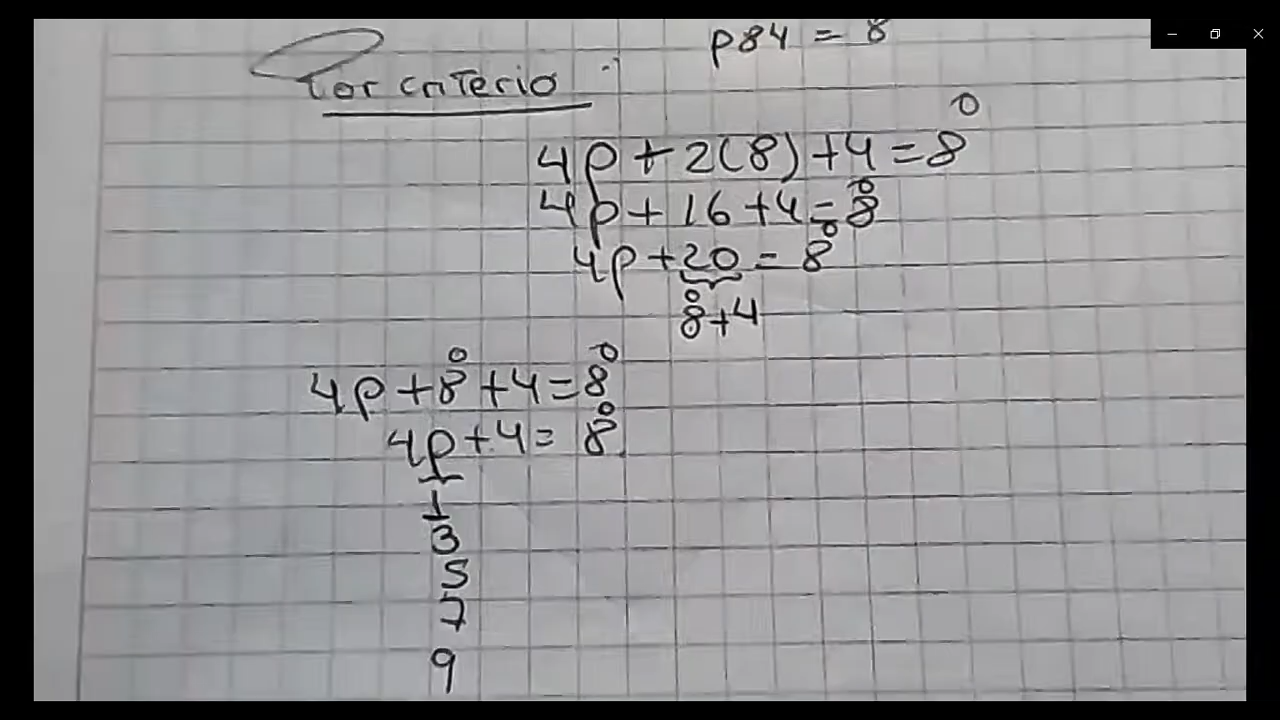 p84 = 8
Por criterio
4p + 2(8) + 4 = 8°
4p + 16 + 4 = 8°
4p + 20 = 8°
8° + 4
4p + 8° + 4 = 8°
4p + 4 = 8°
1
3
5
7
9